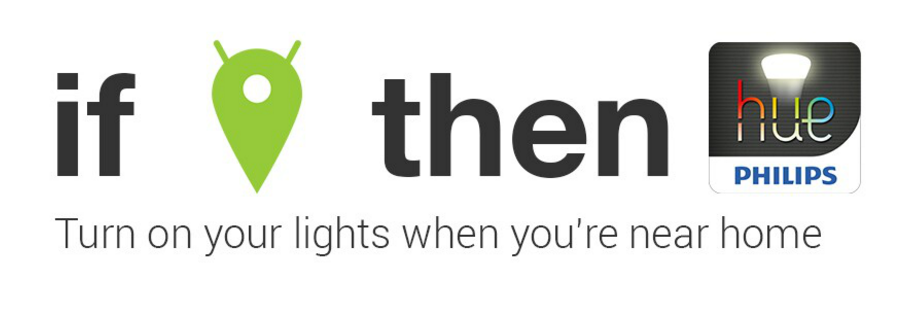 if then hue
PHILIPS
Turn on your lights when you're near home